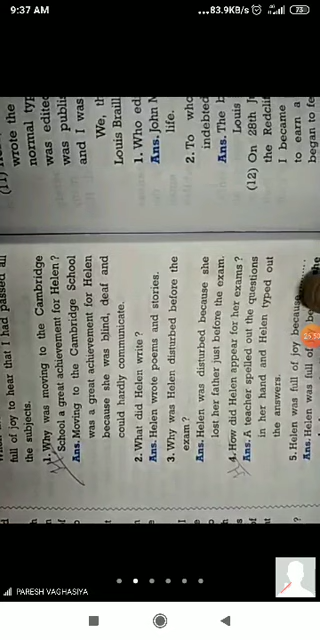 9:37 AM
...83.9KB/s
73
(11)
wrote the
normal typ
was edited
was publis
and I was
We, th
Louis Braill
1. Who ed
Ans. John M
life.
2. To who
indebted
Ans. The b
Louis
(12) On 28th J
the Redclif
I became
to earn a
began to fe
full of joy to hear that I had passed all
the subjects.
1. Why was moving to the Cambridge
School a great achievement for Helen?
Ans. Moving to the Cambridge School
was a great achievement for Helen
because she was blind, deaf and
could hardly communicate.
2. What did Helen write ?
Ans. Helen wrote poems and stories.
3. Why was Helen disturbed before the
exam ?
Ans. Helen was disturbed because she
lost her father just before the exam.
4. How did Helen appear for her exams ?
Ans. A teacher spelled out the questions
in her hand and Helen typed out
the answers.
5. Helen was full of joy because .....
Ans. Helen was full of she
PARESH VAGHASIYA